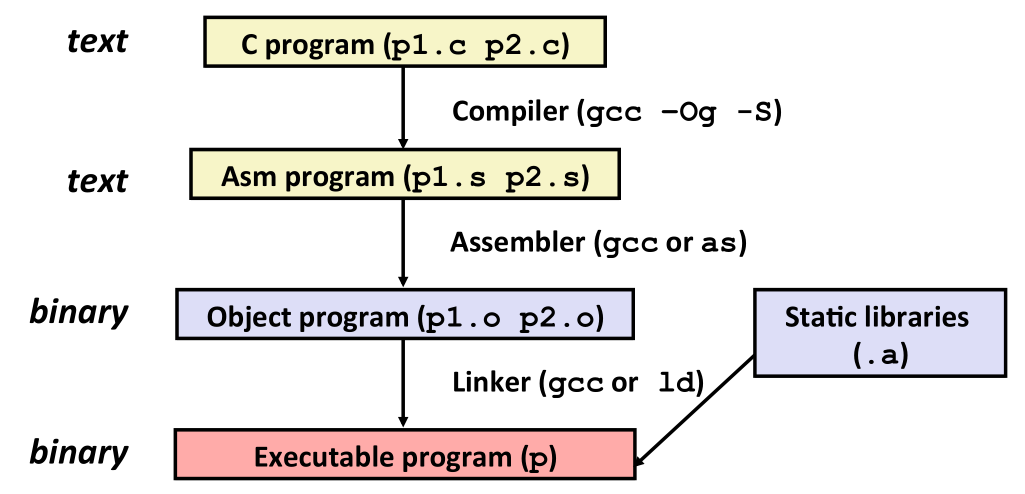 text
C program (p1.c p2.c)
Compiler (gcc –Og -S)
text
Asm program (p1.s p2.s)
Assembler (gcc or as)
binary
Object program (p1.o p2.o)
Static libraries
(.a)
Linker (gcc or ld)
binary
Executable program (p)